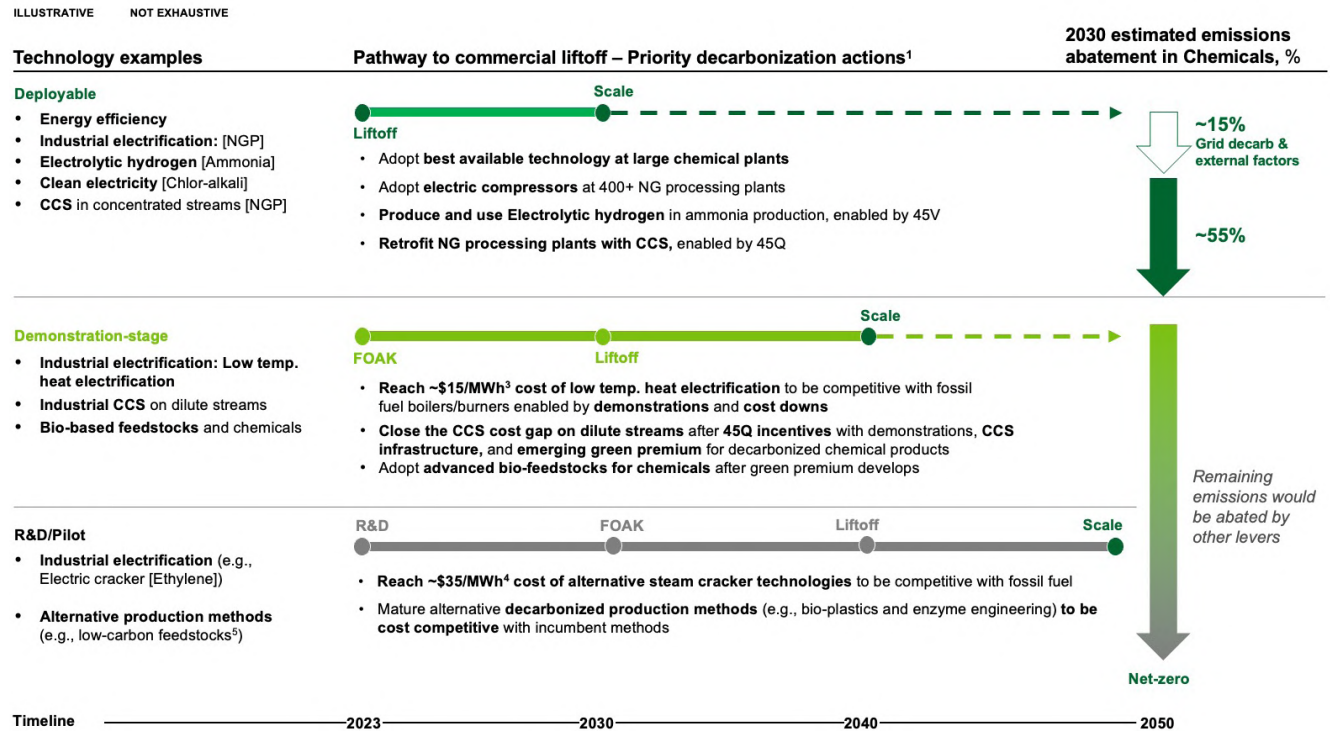 ILLUSTRATIVE NOT EXHAUSTIVE
Technology examples
Pathway to commercial liftoff – Priority decarbonization actions¹
2030 estimated emissions
abatement in Chemicals, %
Deployable
• Energy efficiency
• Industrial electrification: [NGP]
• Electrolytic hydrogen [Ammonia]
• Clean electricity [Chlor-alkali]
• CCS in concentrated streams [NGP]
Scale
Liftoff
• Adopt best available technology at large chemical plants
• Adopt electric compressors at 400+ NG processing plants
• Produce and use Electrolytic hydrogen in ammonia production, enabled by 45V
• Retrofit NG processing plants with CCS, enabled by 45Q
~15%
Grid decarb &
external factors
~55%
Demonstration-stage
• Industrial electrification: Low temp.
heat electrification
• Industrial CCS on dilute streams
• Bio-based feedstocks and chemicals
Scale
FOAK
Liftoff
• Reach ~$15/MWh³ cost of low temp. heat electrification to be competitive with fossil
fuel boilers/burners enabled by demonstrations and cost downs
• Close the CCS cost gap on dilute streams after 45Q incentives with demonstrations, CCS
infrastructure, and emerging green premium for decarbonized chemical products
• Adopt advanced bio-feedstocks for chemicals after green premium develops
Remaining
emissions would
be abated by
other levers
R&D/Pilot
• Industrial electrification (e.g.,
Electric cracker [Ethylene])
• Alternative production methods
(e.g., low-carbon feedstocks⁵)
R&D
FOAK
Liftoff
Scale
• Reach ~$35/MWh⁴ cost of alternative steam cracker technologies to be competitive with fossil fuel
• Mature alternative decarbonized production methods (e.g., bio-plastics and enzyme engineering) to be
cost competitive with incumbent methods
Net-zero
Timeline
2023
2030
2040
2050